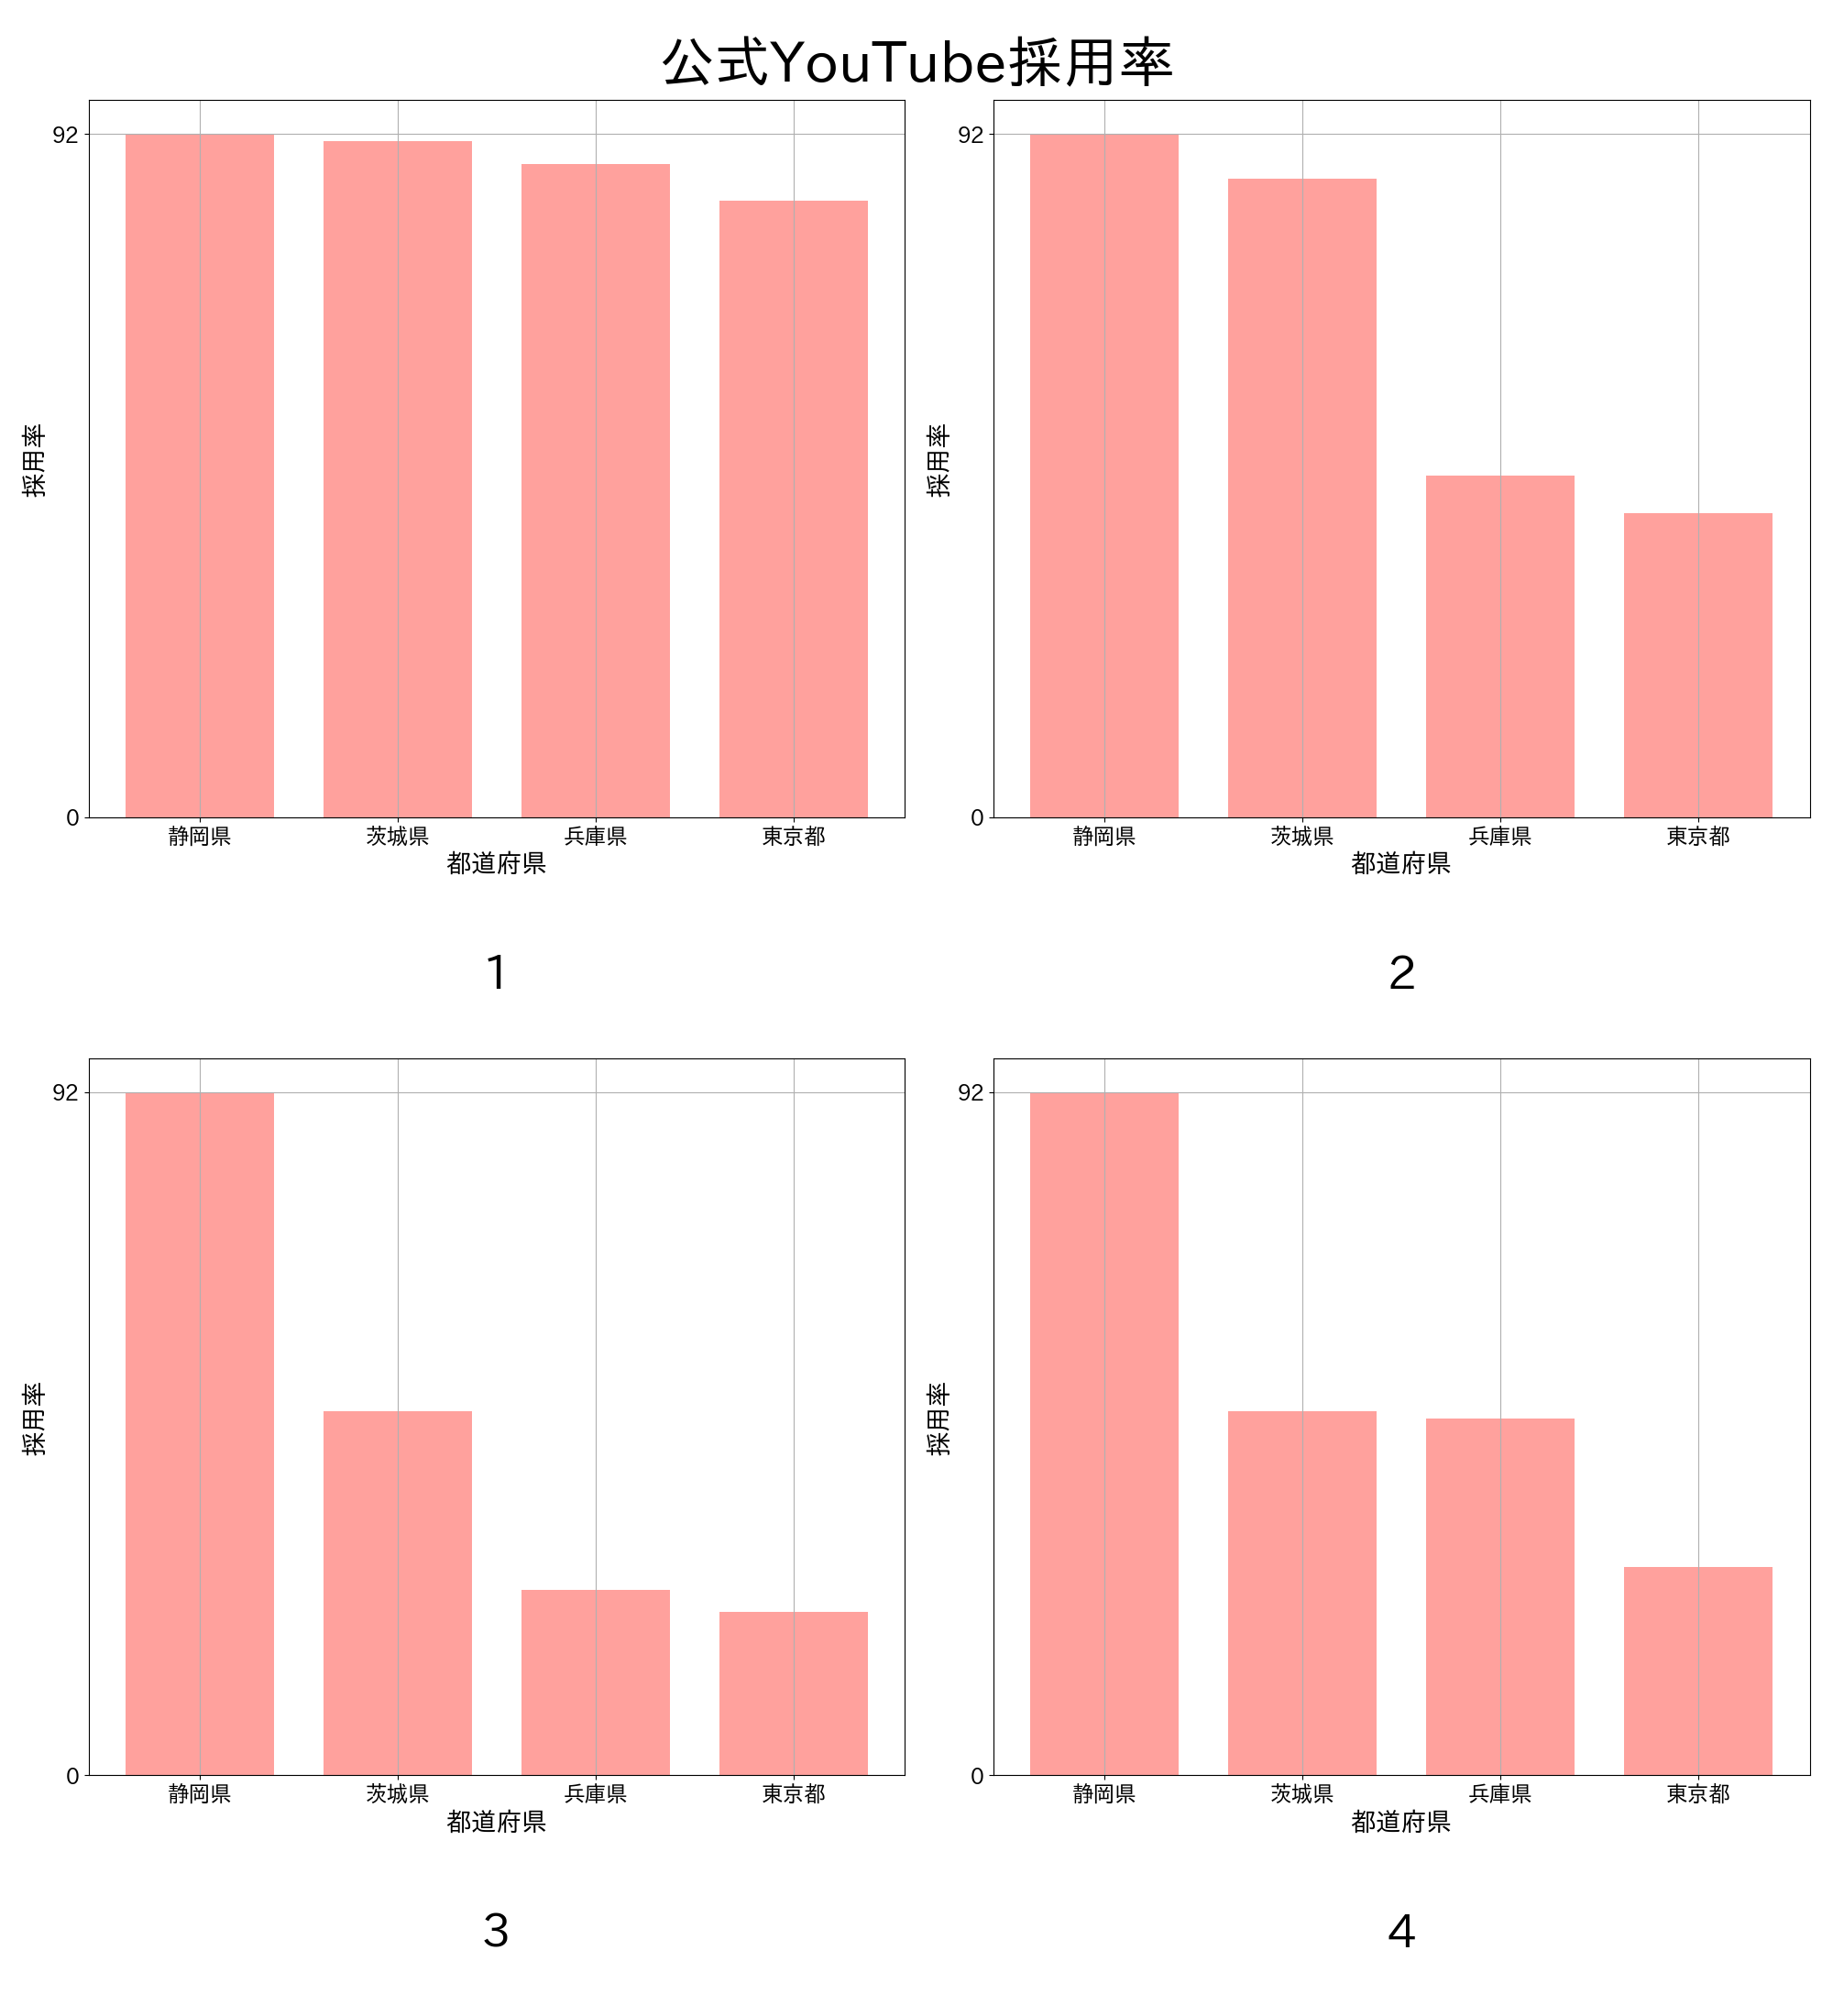 公式YouTube採用率
92
0
採用率
静岡県 茨城県 兵庫県 東京都
都道府県
1
92
0
採用率
静岡県 茨城県 兵庫県 東京都
都道府県
2
92
0
採用率
静岡県 茨城県 兵庫県 東京都
都道府県
3
92
0
採用率
静岡県 茨城県 兵庫県 東京都
都道府県
4